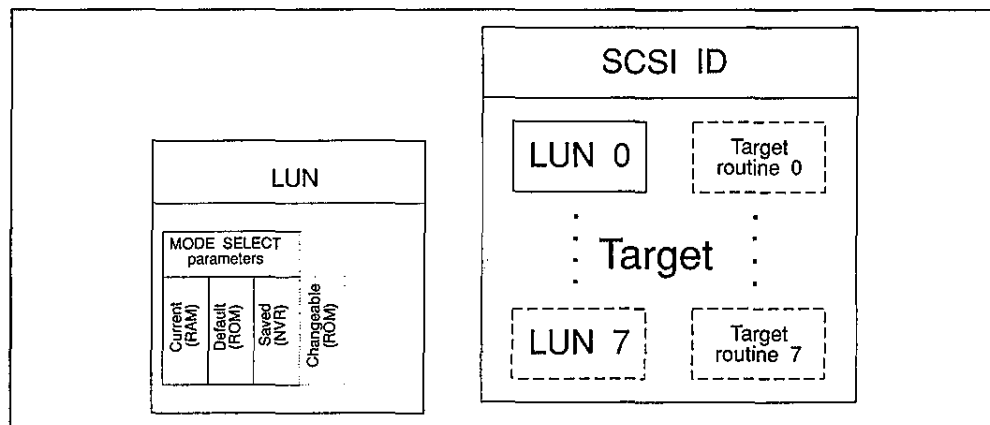 SCSI ID
LUN 0
Target
routine 0
Target
LUN 7
Target
routine 7
LUN
MODE SELECT
parameters
Current
(RAM)
Default
(ROM)
Saved
(NVR)
Changeable
(ROM)